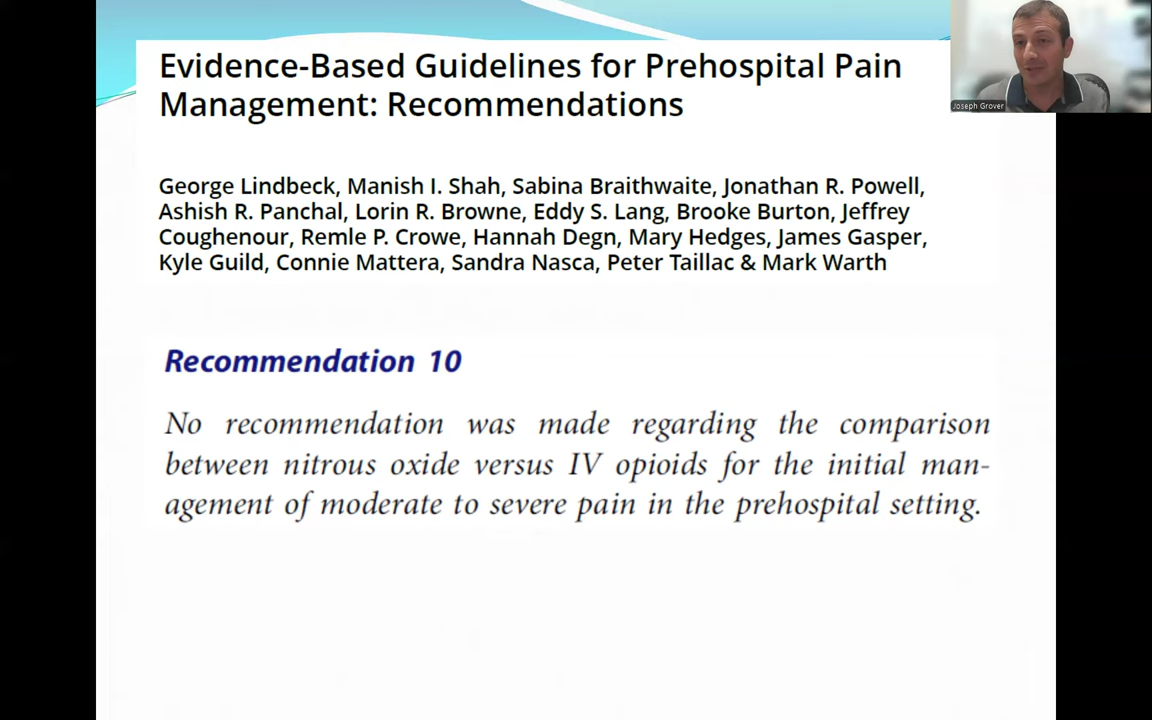 Evidence-Based Guidelines for Prehospital Pain
Management: Recommendations
Joseph Grover
George Lindbeck, Manish I. Shah, Sabina Braithwaite, Jonathan R. Powell,
Ashish R. Panchal, Lorin R. Browne, Eddy S. Lang, Brooke Burton, Jeffrey
Coughenour, Remle P. Crowe, Hannah Degn, Mary Hedges, James Gasper,
Kyle Guild, Connie Mattera, Sandra Nasca, Peter Taillac & Mark Warth
Recommendation 10
No recommendation was made regarding the comparison
between nitrous oxide versus IV opioids for the initial man-
agement of moderate to severe pain in the prehospital setting.